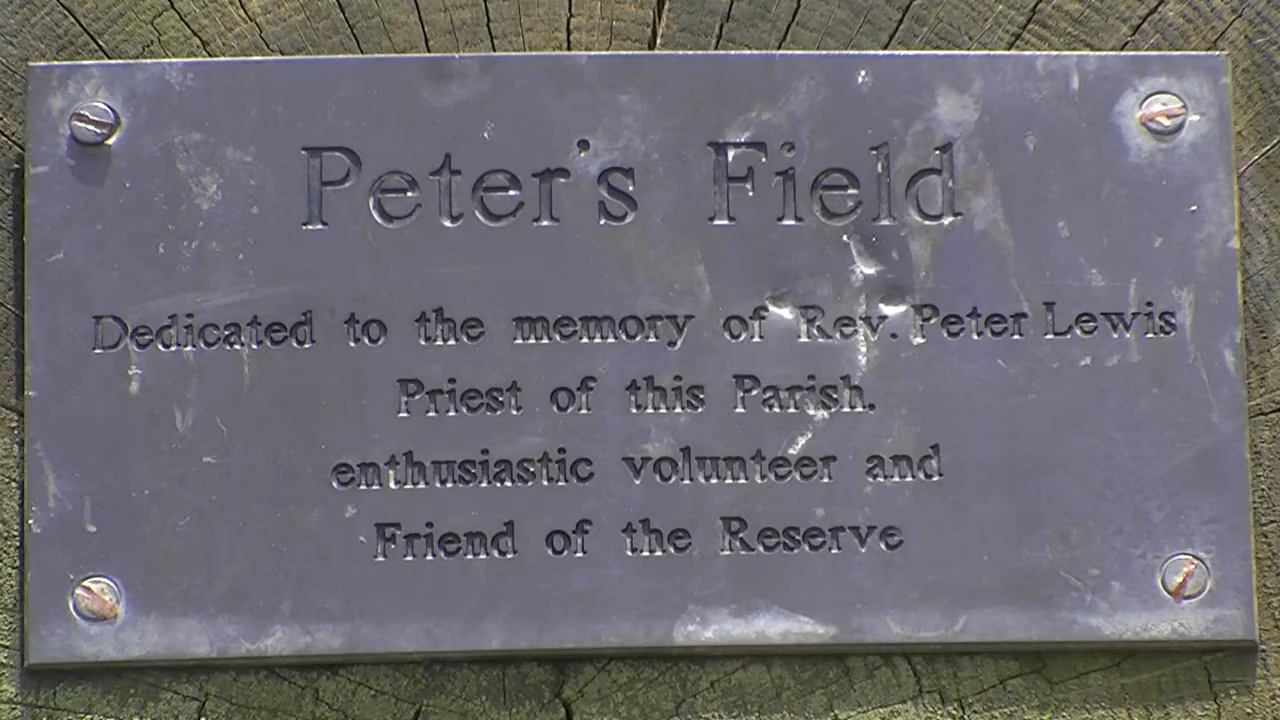 Peter's Field
Dedicated to the memory of Rev. Peter Lewis
Priest of this Parish.
enthusiastic volunteer and
Friend of the Reserve